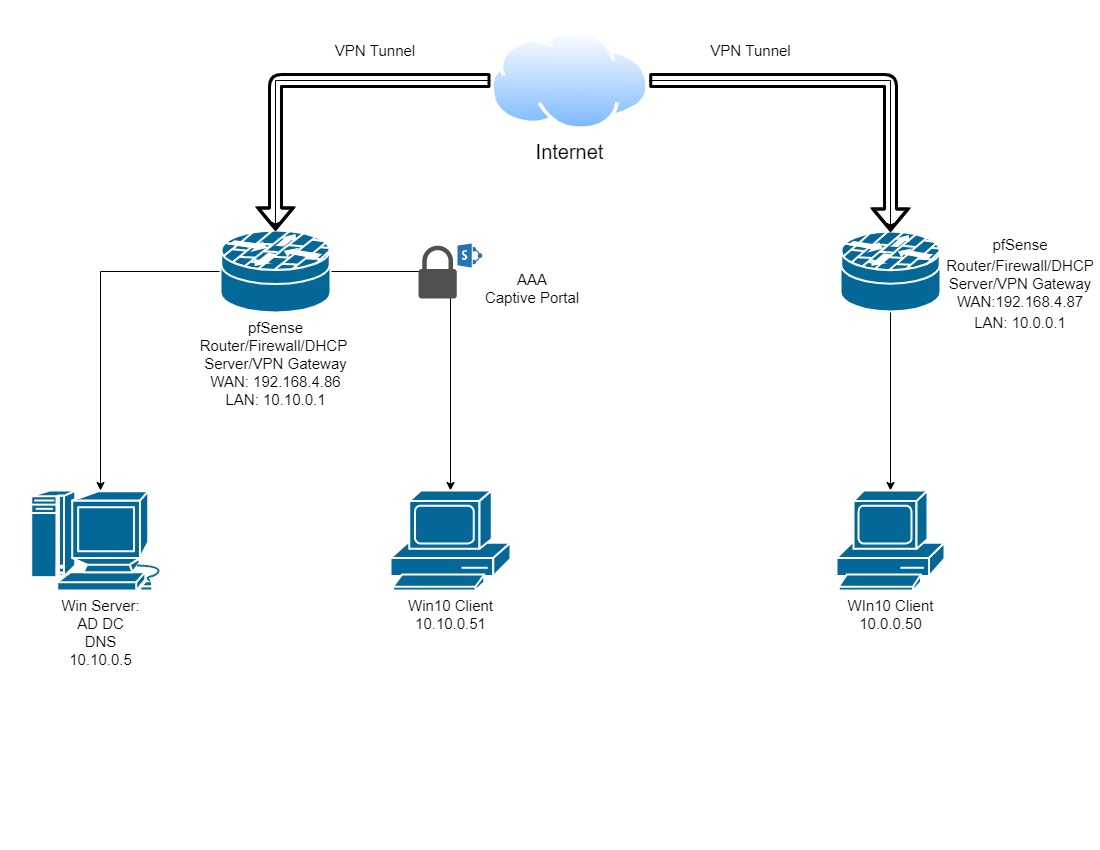 VPN Tunnel
VPN Tunnel
Internet
S
AAA
Captive Portal
pfSense
Router/Firewall/DHCP
Server/VPN Gateway
WAN: 192.168.4.86
LAN: 10.10.0.1
pfSense
Router/Firewall/DHCP
Server/VPN Gateway
WAN:192.168.4.87
LAN: 10.0.0.1
Win Server:
AD DC
DNS
10.10.0.5
Win10 Client
10.10.0.51
WIn10 Client
10.0.0.50